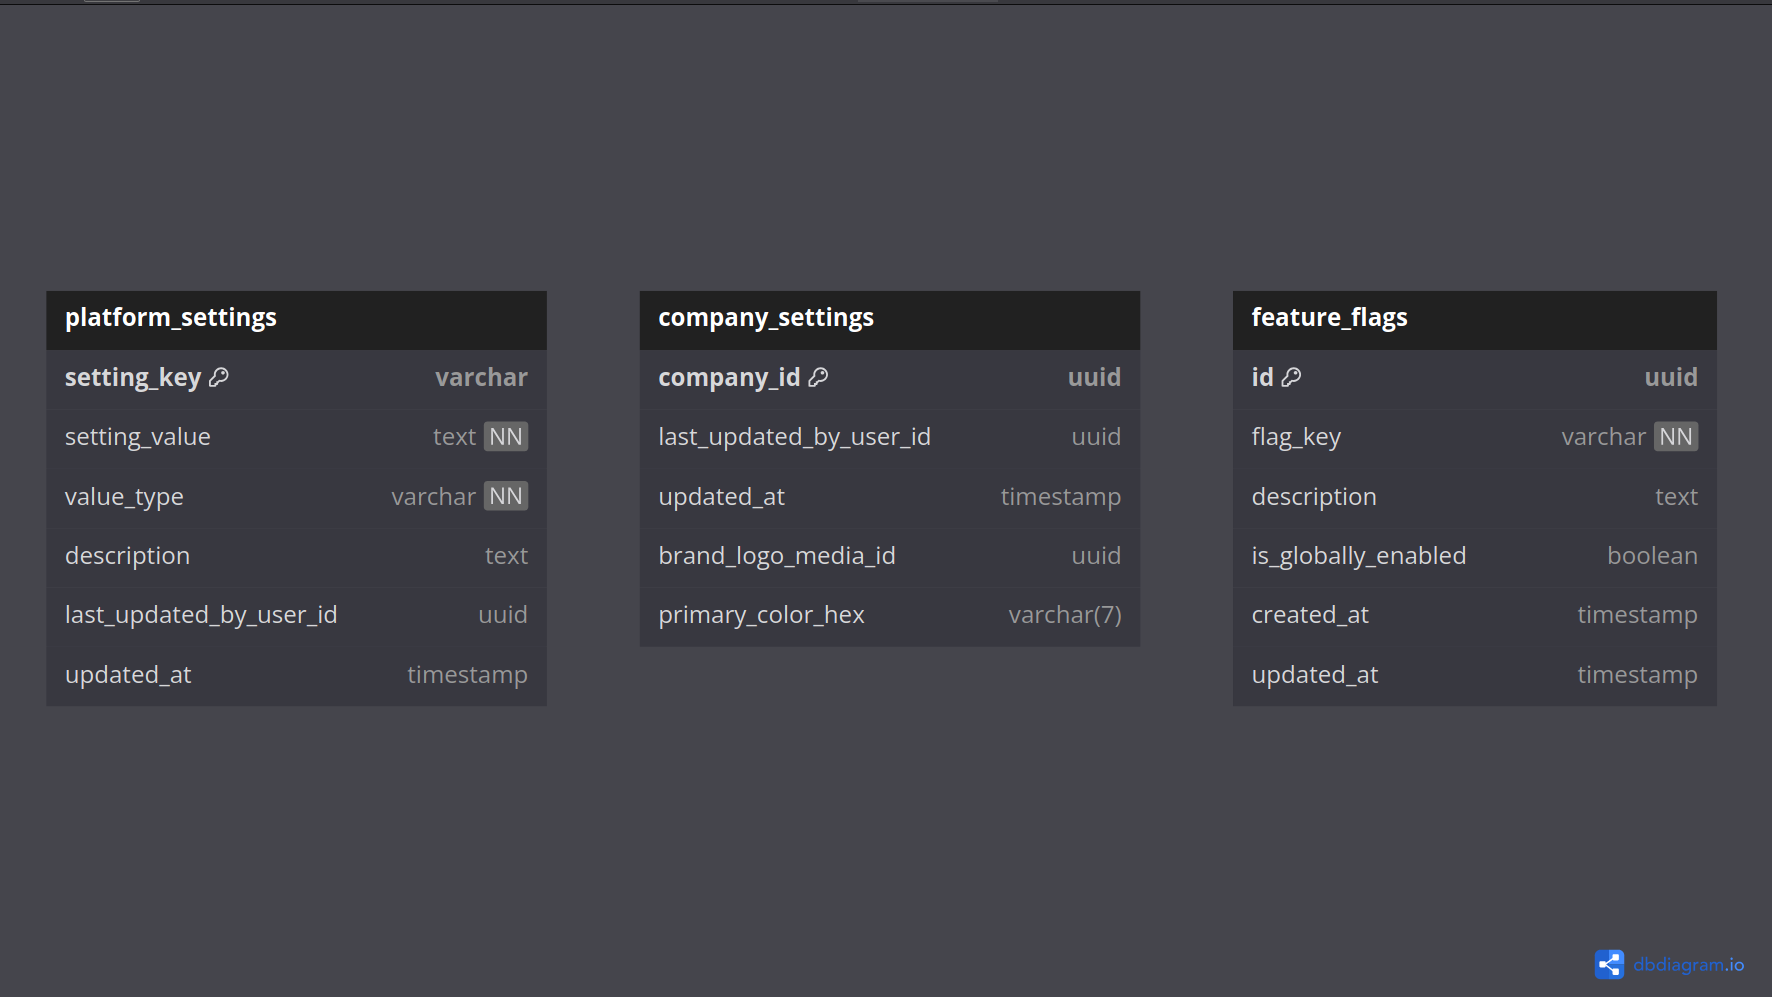 platform_settings
setting_key varchar
setting_value text NN
value_type varchar NN
description text
last_updated_by_user_id uuid
updated_at timestamp
company_settings
company_id uuid
last_updated_by_user_id uuid
updated_at timestamp
brand_logo_media_id uuid
primary_color_hex varchar(7)
feature_flags
id uuid
flag_key varchar NN
description text
is_globally_enabled boolean
created_at timestamp
updated_at timestamp
dbdiagram.io